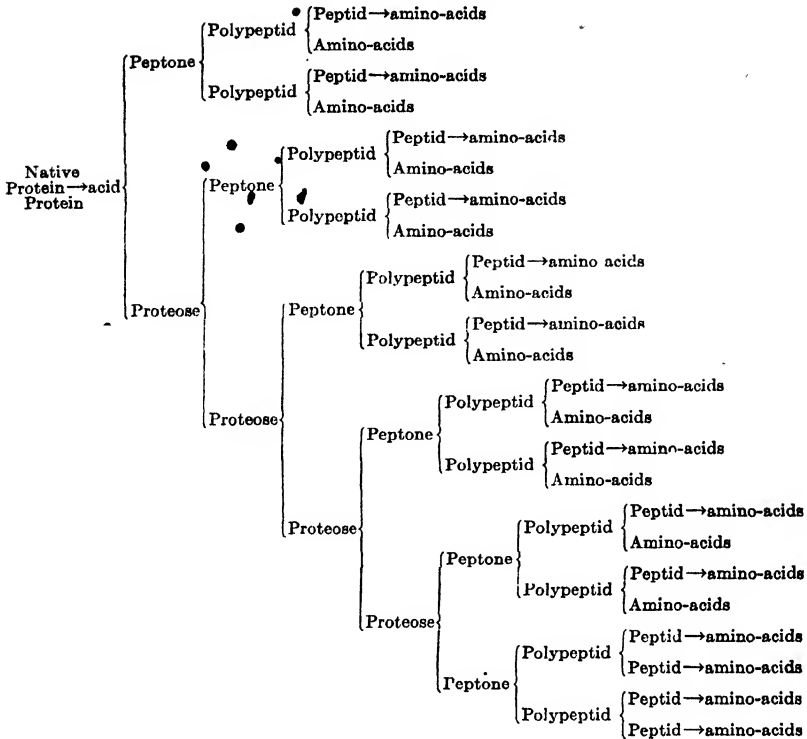 Peptid→amino-acids
Polypeptid
Amino-acids
Peptone
Peptid→amino-acids
Polypeptid
Amino-acids
Peptid→amino-acids
Polypeptid
Amino-acids
Native
Protein→acid
Protein
Peptone
Peptid→amino-acids
Polypeptid
Amino-acids
Peptid→amino acids
Polypeptid
Amino-acids
Proteose
Peptone
Peptid→amino-acids
Polypeptid
Amino-acids
Peptid→amino-acids
Polypeptid
Amino-acids
Proteose
Peptone
Peptid→amino-acids
Polypeptid
Amino-acids
Peptid→amino-acids
Polypeptid
Amino-acids
Proteose
Peptone
Peptid→amino-acids
Polypeptid
Amino-acids
Proteose
Peptid→amino-acids
Polypeptid
Peptid→amino-acids
Peptone
Peptid→amino-acids
Polypeptid
Peptid→amino-acids